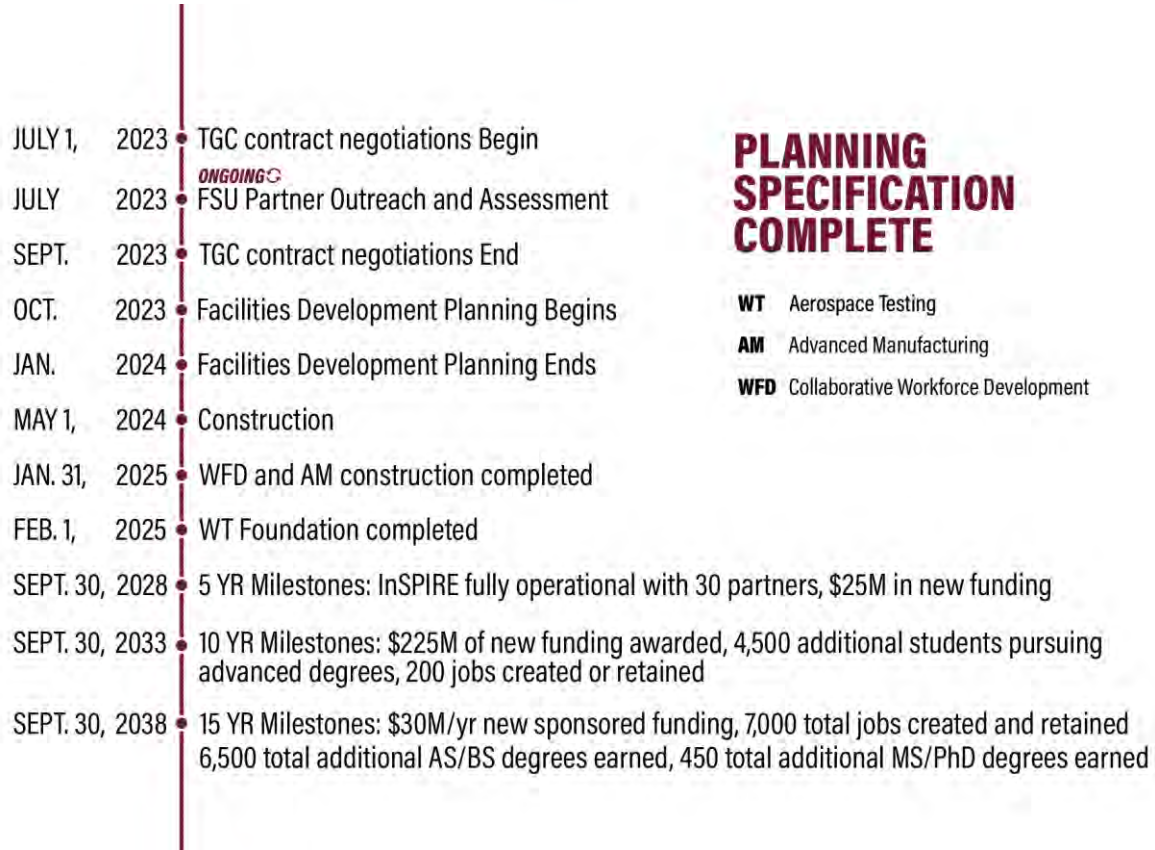 JULY 1, 2023 TGC contract negotiations Begin
ONGOING
JULY 2023 FSU Partner Outreach and Assessment
SEPT. 2023 TGC contract negotiations End
OCT. 2023 Facilities Development Planning Begins
JAN. 2024 Facilities Development Planning Ends
MAY 1, 2024 Construction
JAN. 31, 2025 WFD and AM construction completed
FEB. 1, 2025 WT Foundation completed
SEPT. 30, 2028 5 YR Milestones: InSPIRE fully operational with 30 partners, $25M in new funding
SEPT. 30, 2033 10 YR Milestones: $225M of new funding awarded, 4,500 additional students pursuing
advanced degrees, 200 jobs created or retained
SEPT. 30, 2038 15 YR Milestones: $30M/yr new sponsored funding, 7,000 total jobs created and retained
6,500 total additional AS/BS degrees earned, 450 total additional MS/PhD degrees earned
PLANNING
SPECIFICATION
COMPLETE
WT Aerospace Testing
AM Advanced Manufacturing
WFD Collaborative Workforce Development